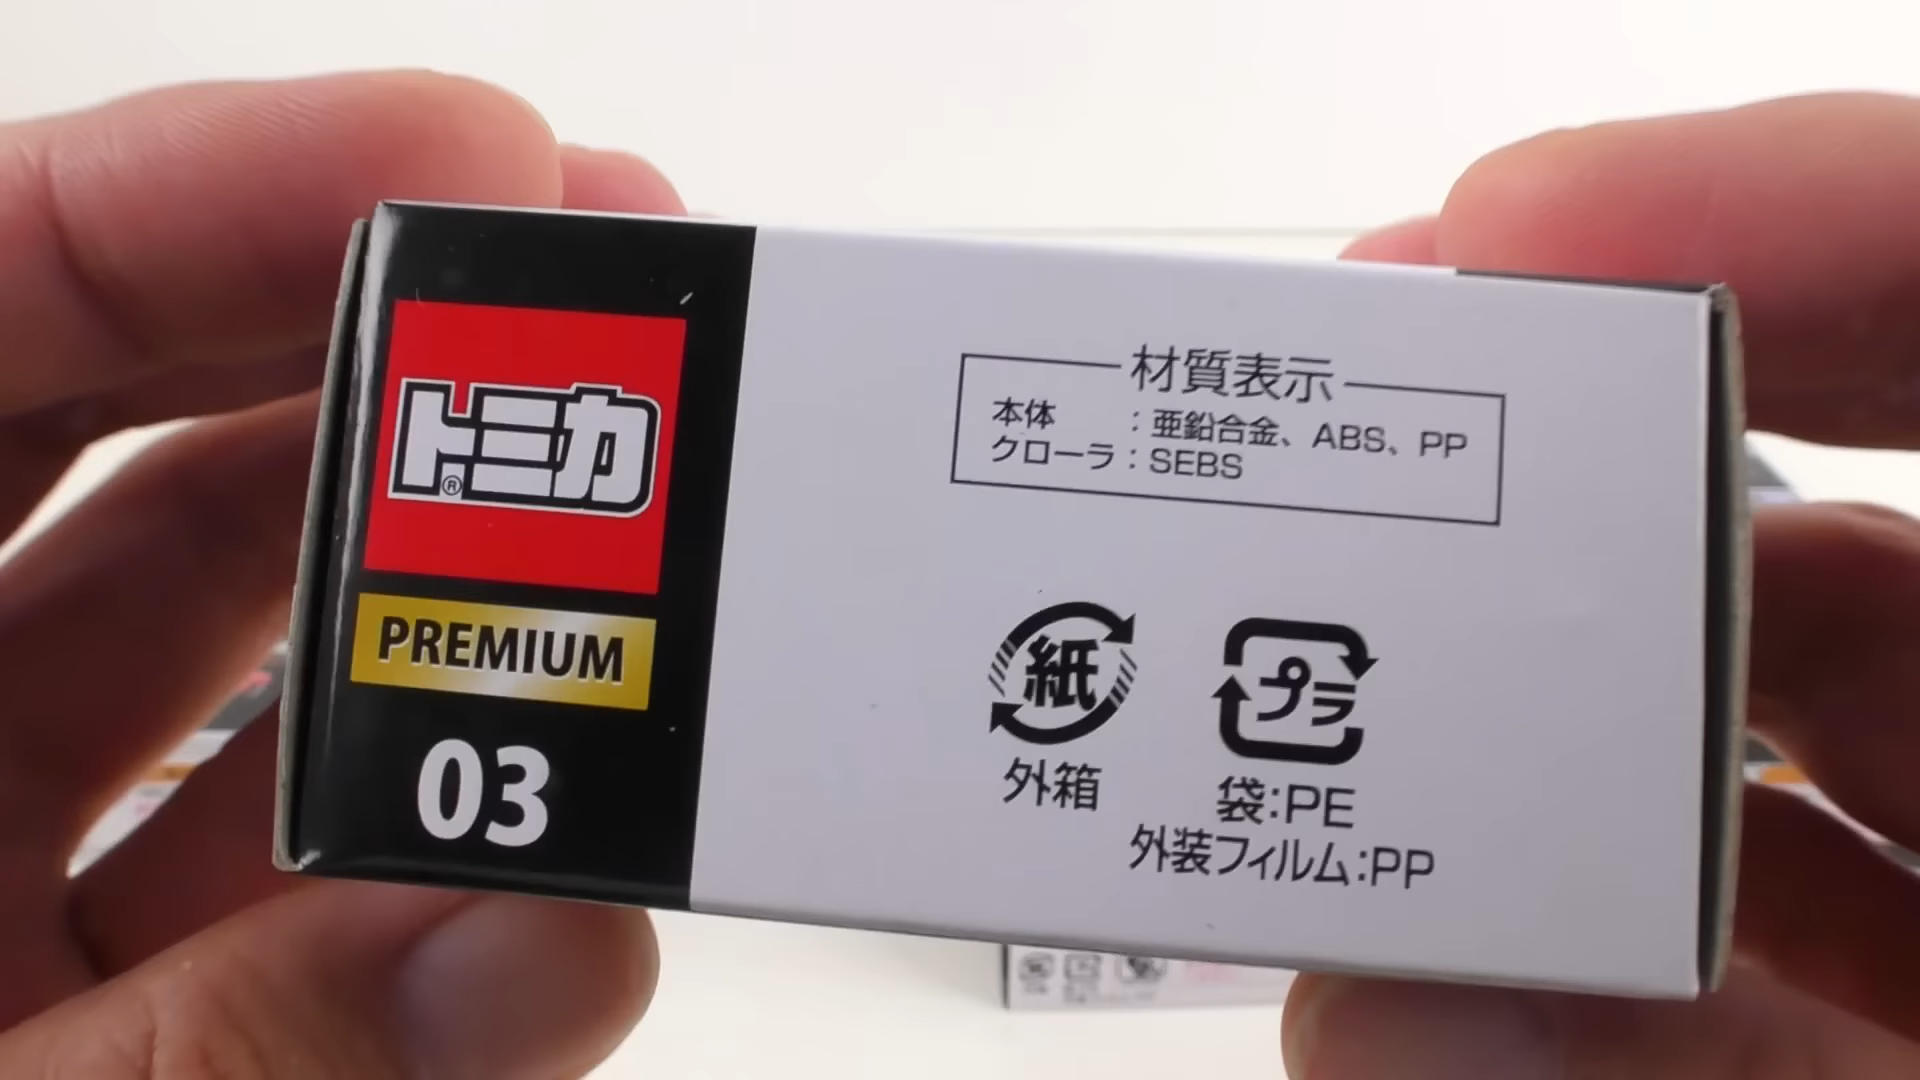 トミカ
®
PREMIUM
03
材質表示
本体 : 亜鉛合金、ABS、PP
クローラ : SEBS
紙
外箱
プラ
袋:PE
外装フィルム:PP